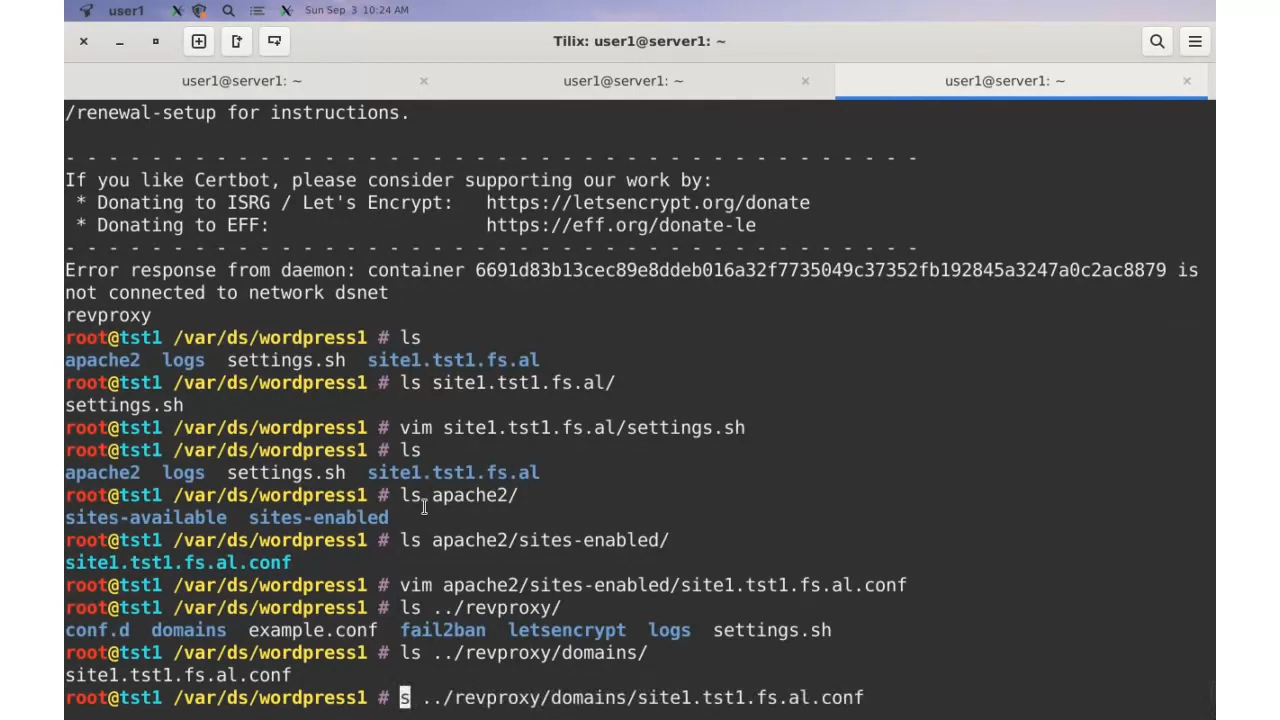 user1 Sun Sep 3 10:24 AM
Tilix: user1@server1: ~
user1@server1: ~ × user1@server1: ~ × user1@server1: ~ ×
/renewal-setup for instructions.
- - - - - - - - - - - - - - - - - - - - - - - - - - - - - - - - - - - - - - - -
If you like Certbot, please consider supporting our work by:
* Donating to ISRG / Let's Encrypt: https://letsencrypt.org/donate
* Donating to EFF: https://eff.org/donate-le
- - - - - - - - - - - - - - - - - - - - - - - - - - - - - - - - - - - - - - - -
Error response from daemon: container 6691d83b13cec89e8ddeb016a32f7735049c37352fb192845a3247a0c2ac8879 is
not connected to network dsnet
revproxy
root@tst1 /var/ds/wordpress1 # ls
apache2 logs settings.sh site1.tst1.fs.al
root@tst1 /var/ds/wordpress1 # ls site1.tst1.fs.al/
settings.sh
root@tst1 /var/ds/wordpress1 # vim site1.tst1.fs.al/settings.sh
root@tst1 /var/ds/wordpress1 # ls
apache2 logs settings.sh site1.tst1.fs.al
root@tst1 /var/ds/wordpress1 # ls apache2/
sites-available sites-enabled
root@tst1 /var/ds/wordpress1 # ls apache2/sites-enabled/
site1.tst1.fs.al.conf
root@tst1 /var/ds/wordpress1 # vim apache2/sites-enabled/site1.tst1.fs.al.conf
root@tst1 /var/ds/wordpress1 # ls ../revproxy/
conf.d domains example.conf fail2ban letsencrypt logs settings.sh
root@tst1 /var/ds/wordpress1 # ls ../revproxy/domains/
site1.tst1.fs.al.conf
root@tst1 /var/ds/wordpress1 # s ../revproxy/domains/site1.tst1.fs.al.conf